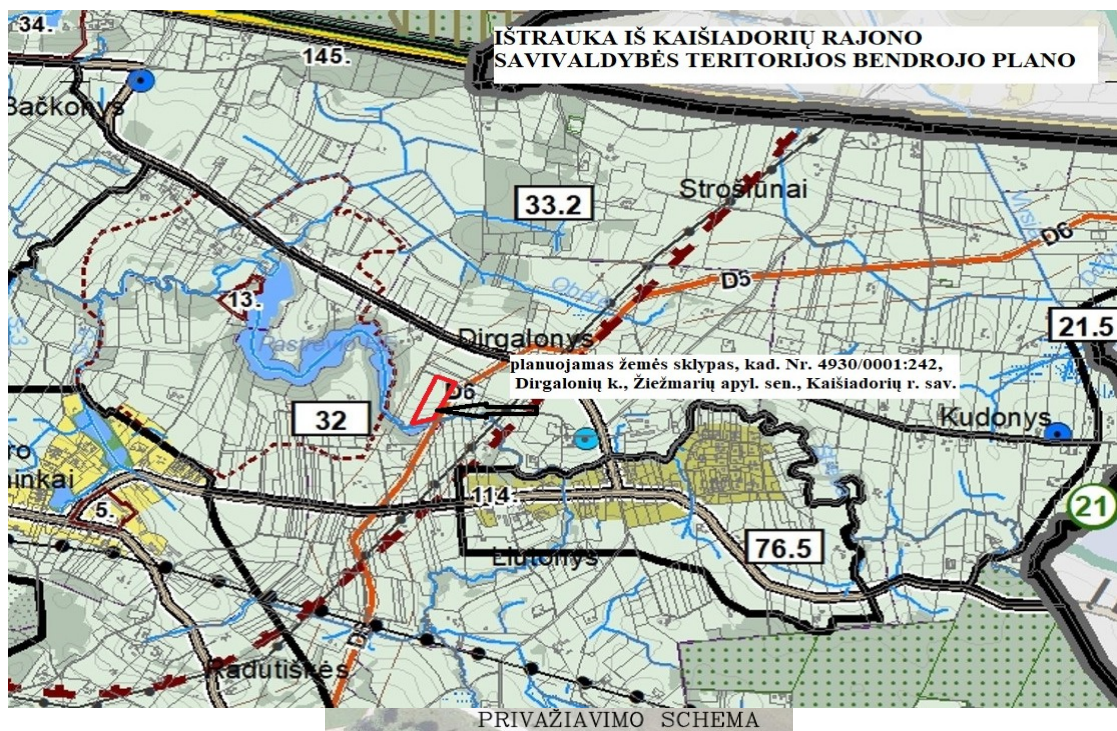 34.
145.
IŠTRAUKA IŠ KAIŠIADORIŲ RAJONO
SAVIVALDYBĖS TERITORIJOS BENDROJO PLANO
Bačkonys
Strošiūnai
33.2
D6
D5
13.
21.5
Dirgalonys
planuojamas žemės sklypas, kad. Nr. 4930/0001:242,
Dirgalonių k., Žiežmarių apyl. sen., Kaišiadorių r. sav.
D6
32
Kudonys
114.
5.
21
76.5
Liutonys
Radutiškės
PRIVAŽIAVIMO SCHEMA